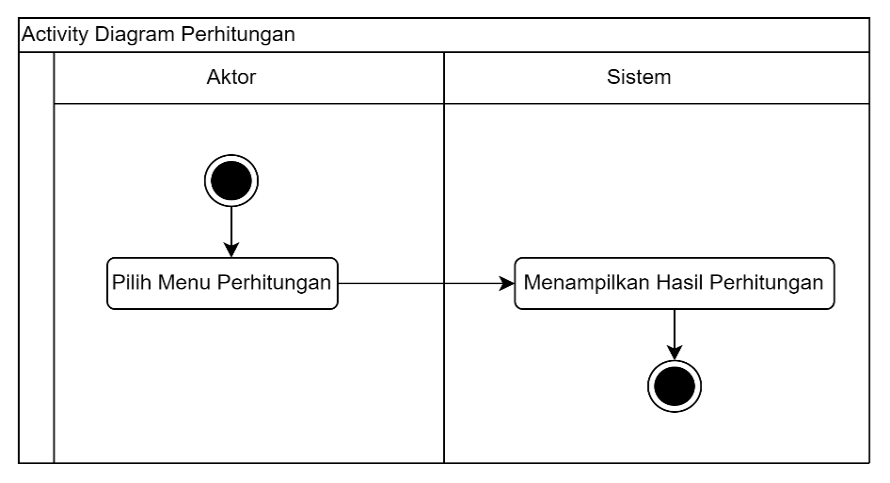 Activity Diagram Perhitungan
Aktor
Sistem
Pilih Menu Perhitungan
Menampilkan Hasil Perhitungan